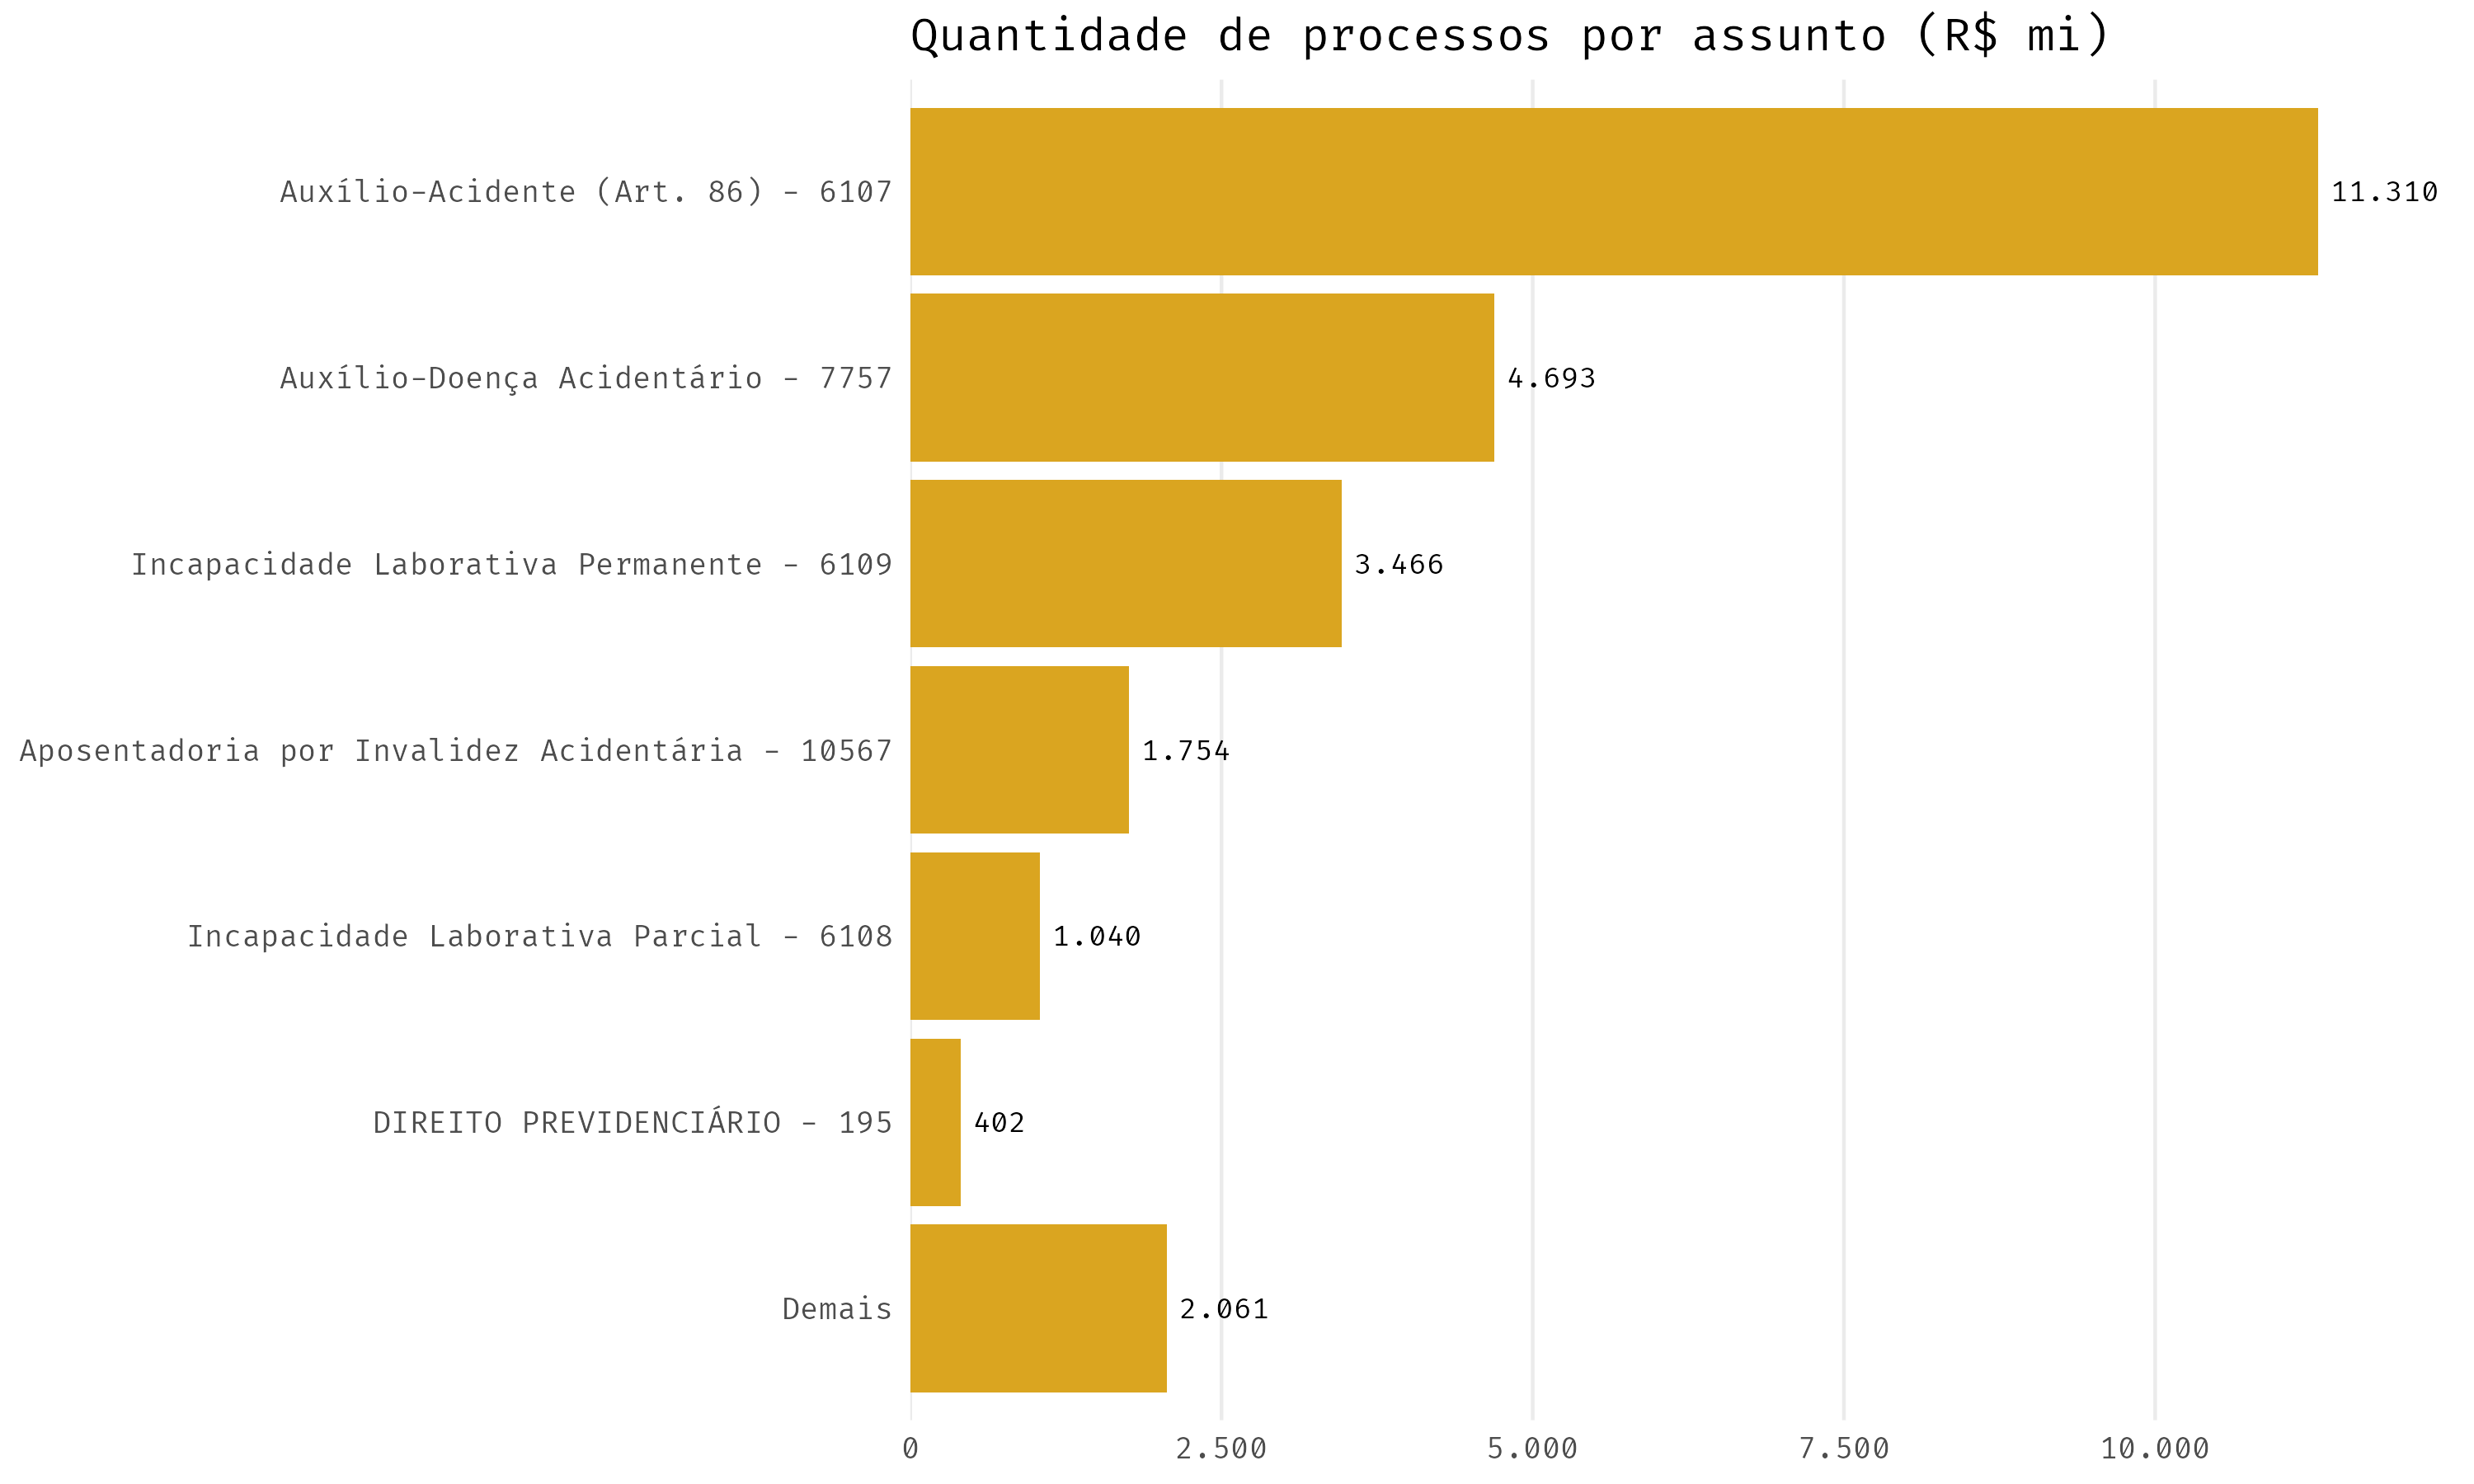 Quantidade de processos por assunto (R$ mi)
Auxílio-Acidente (Art. 86) - 6107
11.310
Auxílio-Doença Acidentário - 7757
4.693
Incapacidade Laborativa Permanente - 6109
3.466
Aposentadoria por Invalidez Acidentária - 10567
1.754
Incapacidade Laborativa Parcial - 6108
1.040
DIREITO PREVIDENCIÁRIO - 195
402
Demais
2.061
0 2.500 5.000 7.500 10.000